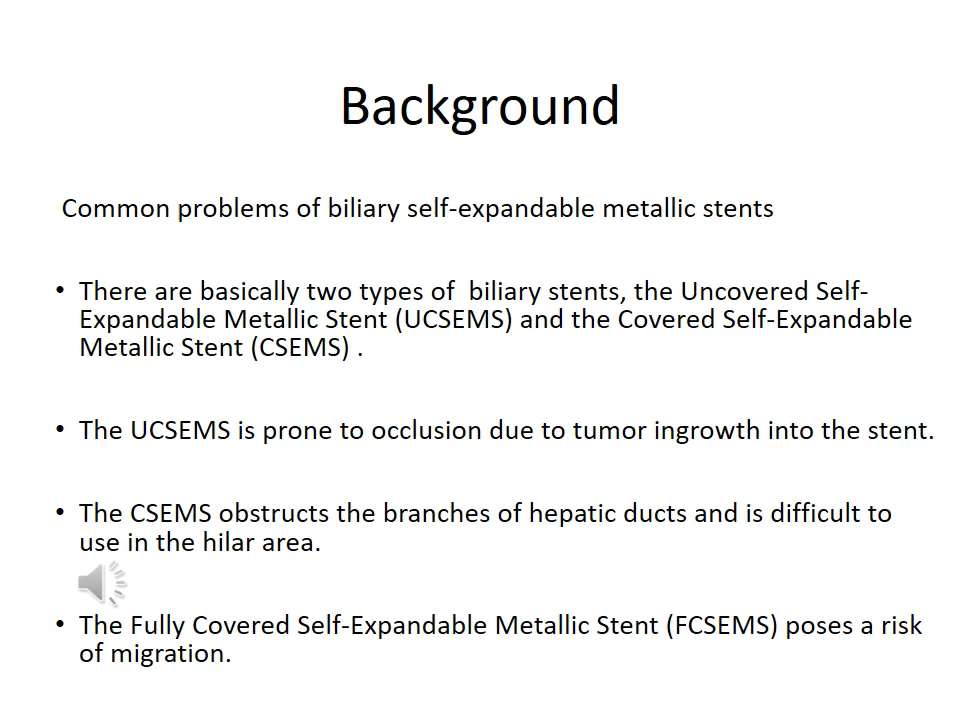 Background
Common problems of biliary self-expandable metallic stents
• There are basically two types of  biliary stents, the Uncovered Self-
Expandable Metallic Stent (UCSEMS) and the Covered Self-Expandable
Metallic Stent (CSEMS) .
• The UCSEMS is prone to occlusion due to tumor ingrowth into the stent.
• The CSEMS obstructs the branches of hepatic ducts and is difficult to
use in the hilar area.
• The Fully Covered Self-Expandable Metallic Stent (FCSEMS) poses a risk
of migration.